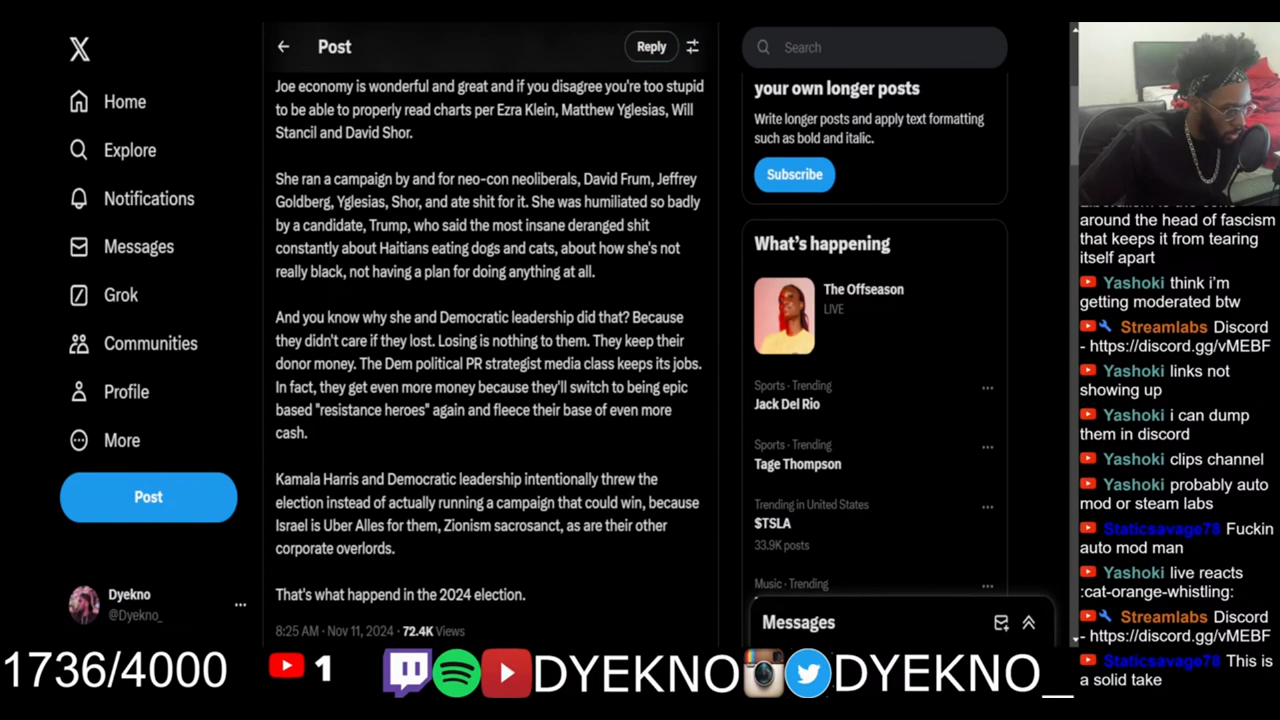 Home
Explore
Notifications
Messages
Grok
Communities
Profile
More
Post
Dyekno
@Dyekno_
Post
Reply
Joe economy is wonderful and great and if you disagree you're too stupid
to be able to properly read charts per Ezra Klein, Matthew Yglesias, Will
Stancil and David Shor.
She ran a campaign by and for neo-con neoliberals, David Frum, Jeffrey
Goldberg, Yglesias, Shor, and ate shit for it. She was humiliated so badly
by a candidate, Trump, who said the most insane deranged shit
constantly about Haitians eating dogs and cats, about how she's not
really black, not having a plan for doing anything at all.
And you know why she and Democratic leadership did that? Because
they didn't care if they lost. Losing is nothing to them. They keep their
donor money. The Dem political PR strategist media class keeps its jobs.
In fact, they get even more money because they'll switch to being epic
based "resistance heroes" again and fleece their base of even more
cash.
Kamala Harris and Democratic leadership intentionally threw the
election instead of actually running a campaign that could win, because
Israel is Uber Alles for them, Zionism sacrosanct, as are their other
corporate overlords.
That's what happend in the 2024 election.
8:25 AM · Nov 11, 2024 · 72.4K Views
Search
your own longer posts
Write longer posts and apply text formatting
such as bold and italic.
Subscribe
What's happening
The Offseason
LIVE
Sports · Trending
Jack Del Rio
Sports · Trending
Tage Thompson
Trending in United States
$TSLA
33.9K posts
Music · Trending
Messages
around the head of fascism
that keeps it from tearing
itself apart
Yashoki think i'm
getting moderated btw
Streamlabs Discord
- https://discord.gg/vMEBF
Yashoki links not
showing up
Yashoki i can dump
them in discord
Yashoki clips channel
Yashoki probably auto
mod or steam labs
Staticsavage78 Fuckin
auto mod man
Yashoki live reacts
:cat-orange-whistling:
Streamlabs Discord
- https://discord.gg/vMEBF
Staticsavage78 This is
a solid take
1736/4000
1
DYEKNO
DYEKNO_